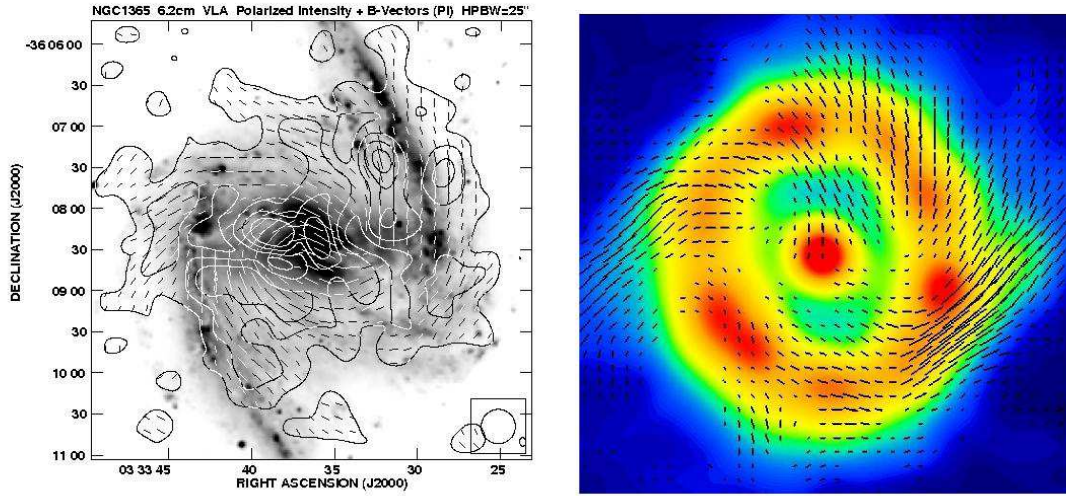 NGC1365 6.2cm VLA Polarized Intensity + B-Vectors (PI) HPBW=25"
-36 06 00
30
07 00
30
08 00
30
09 00
30
10 00
30
11 00
DECLINATION (J2000)
03 33 45 40 35 30 25
RIGHT ASCENSION (J2000)